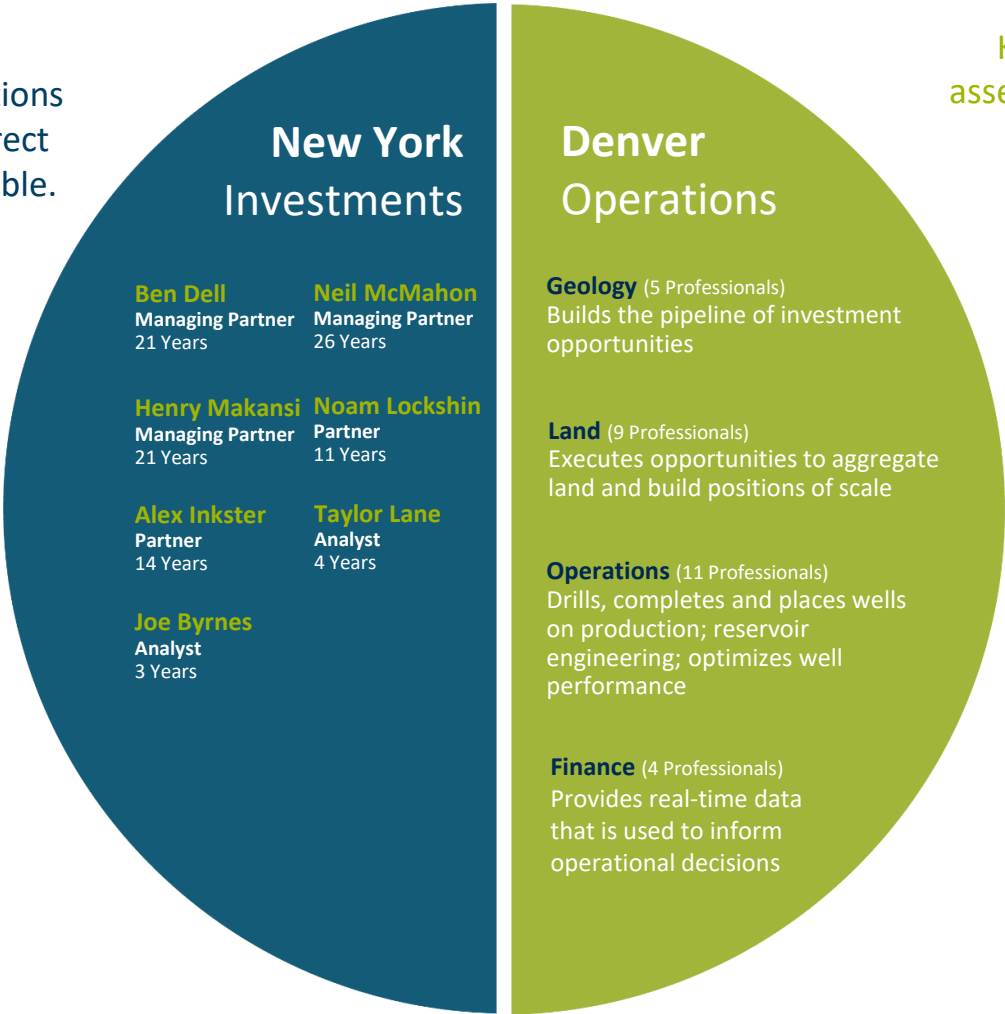 New York
Investments
Ben Dell
Managing Partner
21 Years
Neil McMahon
Managing Partner
26 Years
Henry Makansi
Managing Partner
21 Years
Noam Lockshin
Partner
11 Years
Alex Inkster
Partner
14 Years
Taylor Lane
Analyst
4 Years
Joe Byrnes
Analyst
3 Years
Denver
Operations
Geology (5 Professionals)
Builds the pipeline of investment
opportunities
Land (9 Professionals)
Executes opportunities to aggregate
land and build positions of scale
Operations (11 Professionals)
Drills, completes and places wells
on production; reservoir
engineering; optimizes well
performance
Finance (4 Professionals)
Provides real-time data
that is used to inform
operational decisions